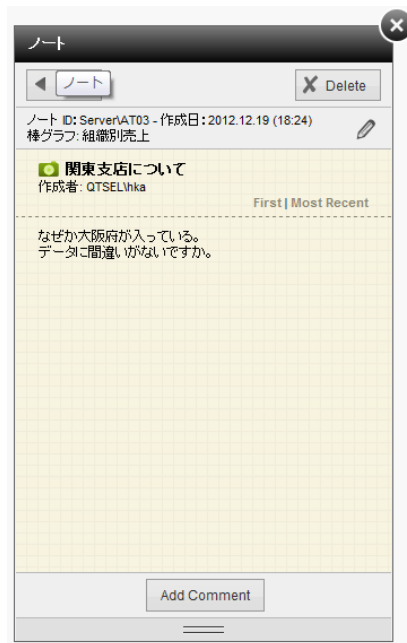 ノート
ノート
Delete
ノート ID: Server\AT03 - 作成日: 2012.12.19 (18:24)
棒グラフ: 組織別売上
関東支店について
作成者: QTSEL\hka
First | Most Recent
なぜか大阪府が入っている。
データに間違いがないですか。
Add Comment